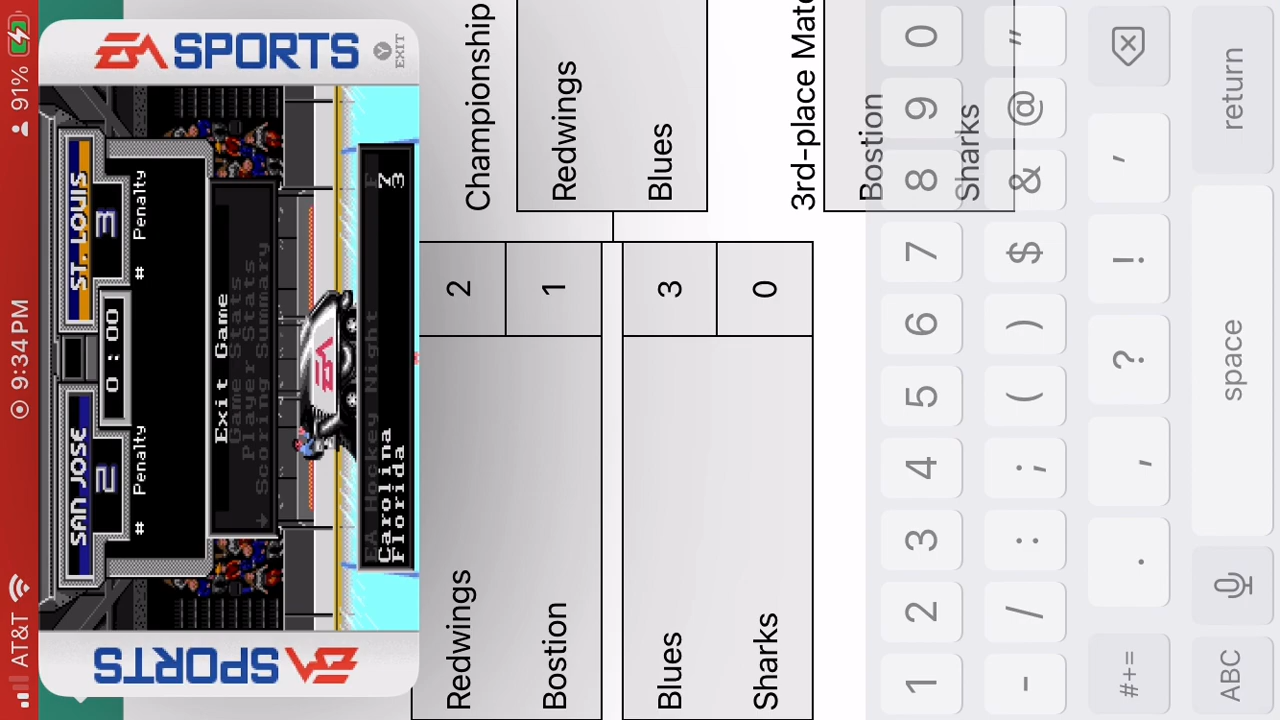 AT&T 9:34 PM 91%
EA SPORTS
EA SPORTS
EXIT
Y
SAN JOSE ST. LOUIS
2 0:00 3
# Penalty # Penalty
Exit Game
Game Stats
Player Stats
Scoring Summary
EA
EA Hockey Night F
Carolina 7
Florida 3
Redwings 2 Championship
Bostion 1 Redwings
Blues 3 Blues
Sharks 0
3rd-place Matc
Bostion
Sharks
1 2 3 4 5 6 7 8 9 0
- / : ; ( ) $ & @ "
#+= . , ? ! '
ABC space return